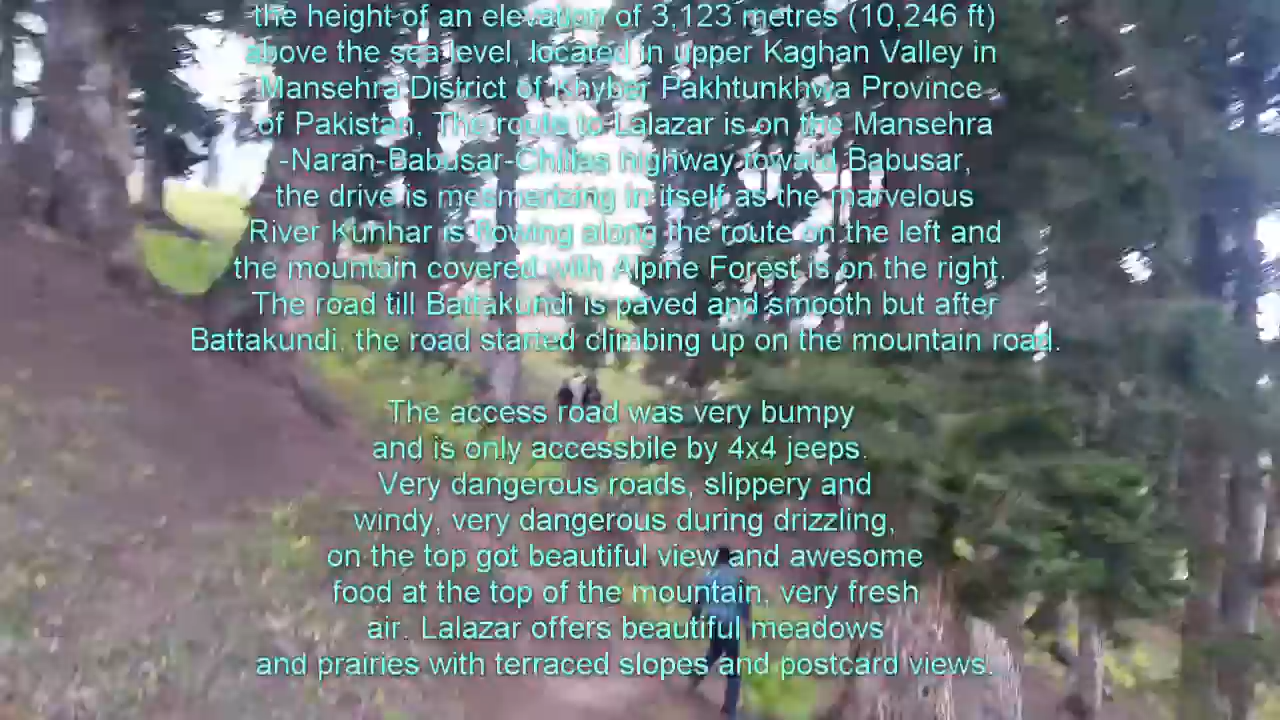 the height of an elevation of 3,123 metres (10,246 ft)
above the sea level, located in upper Kaghan Valley in
Mansehra District of Khyber Pakhtunkhwa Province
of Pakistan, The route to Lalazar is on the Mansehra
-Naran-Babusar-Chillas highway toward Babusar,
the drive is mesmerizing in itself as the marvelous
River Kunhar is flowing along the route on the left and
the mountain covered with Alpine Forest is on the right.
The road till Battakundi is paved and smooth but after
Battakundi. the road started climbing up on the mountain road.
The access road was very bumpy
and is only accessbile by 4x4 jeeps.
Very dangerous roads, slippery and
windy, very dangerous during drizzling,
on the top got beautiful view and awesome
food at the top of the mountain, very fresh
air. Lalazar offers beautiful meadows
and prairies with terraced slopes and postcard views.